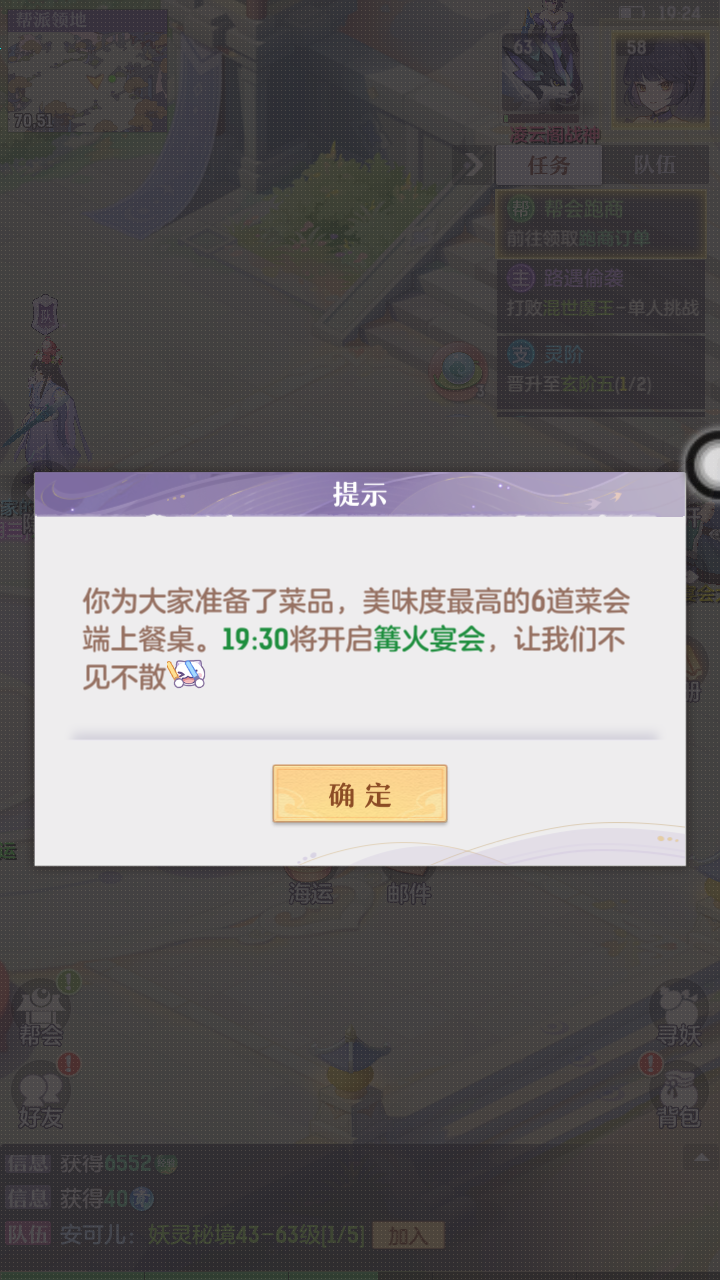 帮派领地
19:24
70,51
63
58
凌云阁战神
任务
队伍
帮 帮会跑商
前往领取跑商订单
主 路遇偷袭
打败混世魔王-单人挑战
支 灵阶
晋升至玄阶五(1/2)
3
提示
你为大家准备了菜品，美味度最高的6道菜会
端上餐桌。19:30将开启篝火宴会，让我们不
见不散
确定
海运
邮件
帮会
寻妖
好友
背包
信息 获得6552
信息 获得40
队伍 安可儿：妖灵秘境43-63级[1/5] 加入